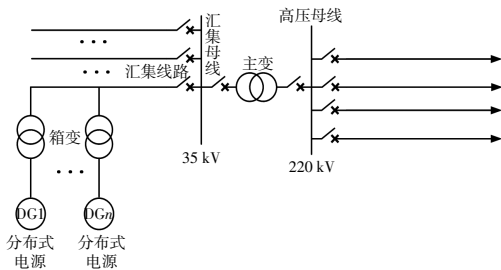 高压母线
汇集母线
主变
• • •
• • •
汇集线路
箱变
• • •
35 kV
220 kV
DG1
DGn
分布式
电源
分布式
电源